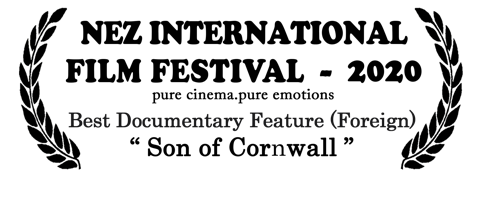 NEZ INTERNATIONAL
FILM FESTIVAL - 2020
pure cinema.pure emotions
Best Documentary Feature (Foreign)
“ Son of Cornwall ”